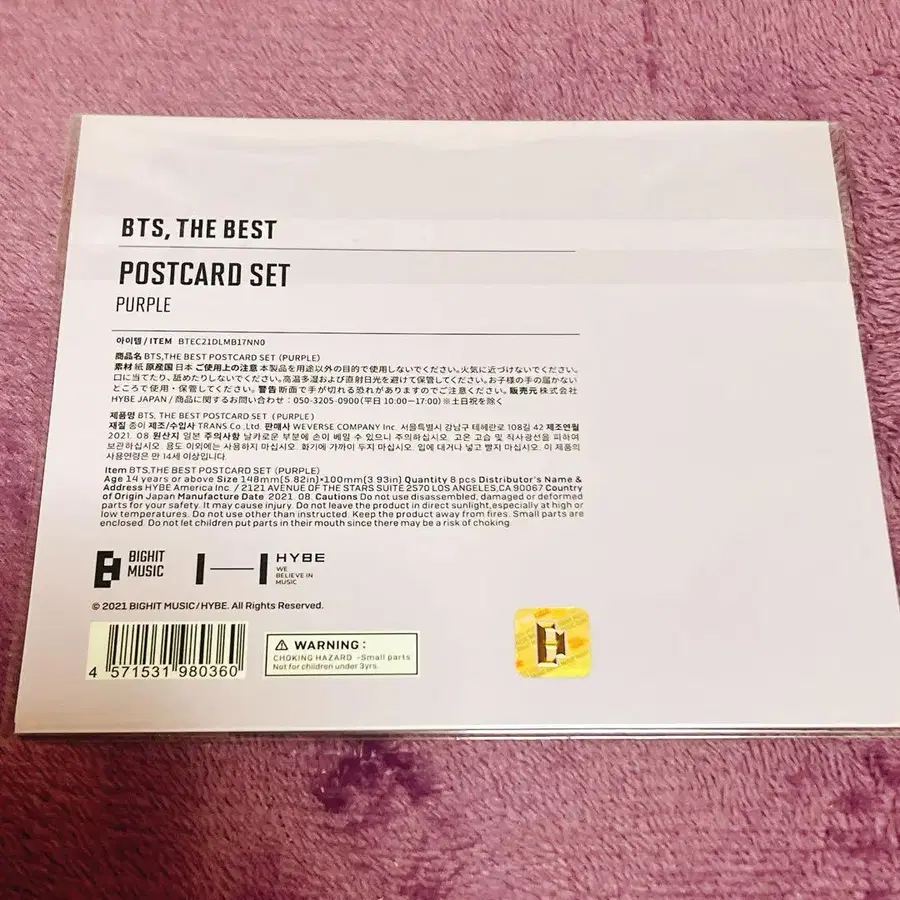 BTS, THE BEST
POSTCARD SET
PURPLE
아이템 / ITEM BTEC21DLMB17NN0
商品名 BTS,THE BEST POSTCARD SET (PURPLE)
素材 紙 原産国 日本 ご使用上の注意 本製品を用途以外の目的で使用しないでください。火気に近づけないでください。
口に当てたり、舐めたりしないでください。高温多湿および直射日光を避けて保管してください。お子様の手の届かない
ところで使用・保管してください。警告 断面で手が切れる恐れがありますのでご注意ください。販売元 株式会社
HYBE JAPAN / 商品に関するお問い合わせ：050-3205-0900(平日 10:00−17:00)※土日祝を除く
제품명 BTS, THE BEST POSTCARD SET (PURPLE)
재질 종이 제조/수입사 TRANS Co.,Ltd. 판매사 WEVERSE COMPANY Inc. 서울특별시 강남구 테헤란로 108길 42 제조연월
2021. 08. 원산지 일본 주의사항 날카로운 부분에 손이 베일 수 있으니 주의하십시오. 고온 고습 및 직사광선을 피하여
보관하십시오. 용도 이외에는 사용하지 마십시오. 화기에 가까이 두지 마십시오. 입에 대거나 넣고 빨지 마십시오. 이 제품의
사용연령은 만 14세 이상입니다.
Item BTS,THE BEST POSTCARD SET (PURPLE)
Age 14 years or above Size 148mm(5.82in)*100mm(3.93in) Quantity 8 pcs Distributor's Name &
Address HYBE America Inc. / 2121 AVENUE OF THE STARS SUITE 2570 LOS ANGELES,CA 90067 Country
of Origin Japan Manufacture Date 2021. 08. Cautions Do not use disassembled, damaged or deformed
parts for your safety. It may cause injury. Do not leave the product in direct sunlight,especially at high or
low temperatures. Do not use other than instructed. Keep the product away from fires. Small parts are
enclosed. Do not let children put parts in their mouth since there may be a risk of choking.
BIGHIT
MUSIC
HYBE
WE
BELIEVE IN
MUSIC
© 2021 BIGHIT MUSIC/HYBE. All Rights Reserved.
4 571531 980360
WARNING :
CHOKING HAZARD -Small parts
Not for children under 3yrs.